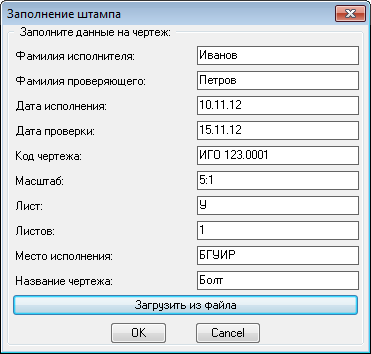 Заполнение штампа
Заполните данные на чертеж:
Фамилия исполнителя: Иванов
Фамилия проверяющего: Петров
Дата исполнения: 10.11.12
Дата проверки: 15.11.12
Код чертежа: ИГО 123.0001
Масштаб: 5:1
Лист: У
Листов: 1
Место исполнения: БГУИР
Название чертежа: Болт
Загрузить из файла
OK Cancel